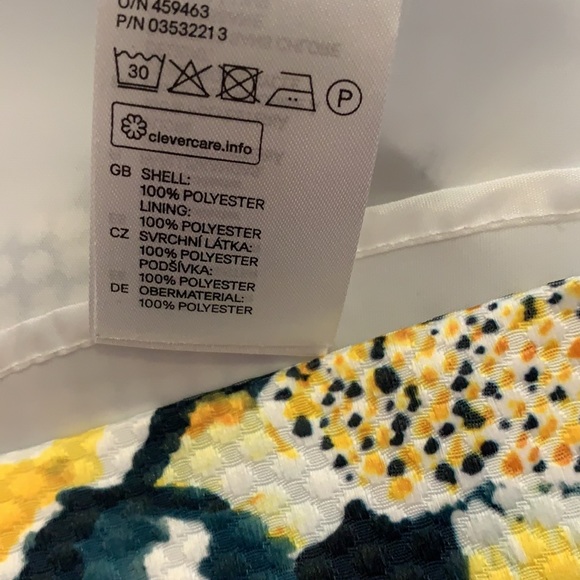 O/N 459463
P/N 03532213
30 P
clevercare.info
GB SHELL:
100% POLYESTER
LINING:
100% POLYESTER
CZ SVRCHNÍ LÁTKA:
100% POLYESTER
PODŠÍVKA:
100% POLYESTER
DE OBERMATERIAL:
100% POLYESTER